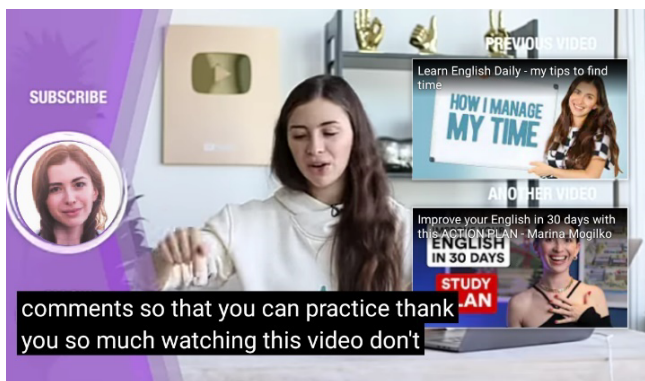 SUBSCRIBE
PREVIOUS VIDEO
Learn English Daily - my tips to find
time
HOW I MANAGE
MY TIME
ANOTHER VIDEO
Improve your English in 30 days with
this ACTION PLAN - Marina Mogilko
ENGLISH
IN 30 DAYS
STUDY
PLAN
comments so that you can practice thank
you so much watching this video don't